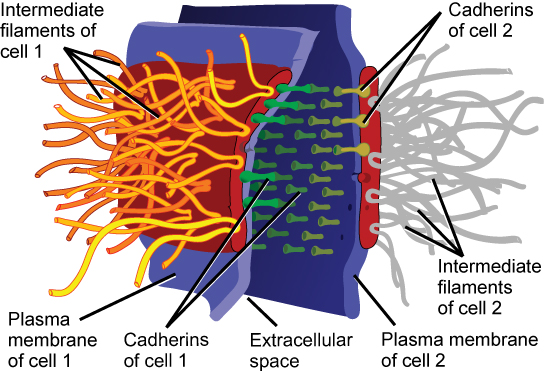 Intermediate
filaments of
cell 1
Cadherins
of cell 2
Intermediate
filaments
of cell 2
Plasma
membrane
of cell 1
Cadherins
of cell 1
Extracellular
space
Plasma membrane
of cell 2